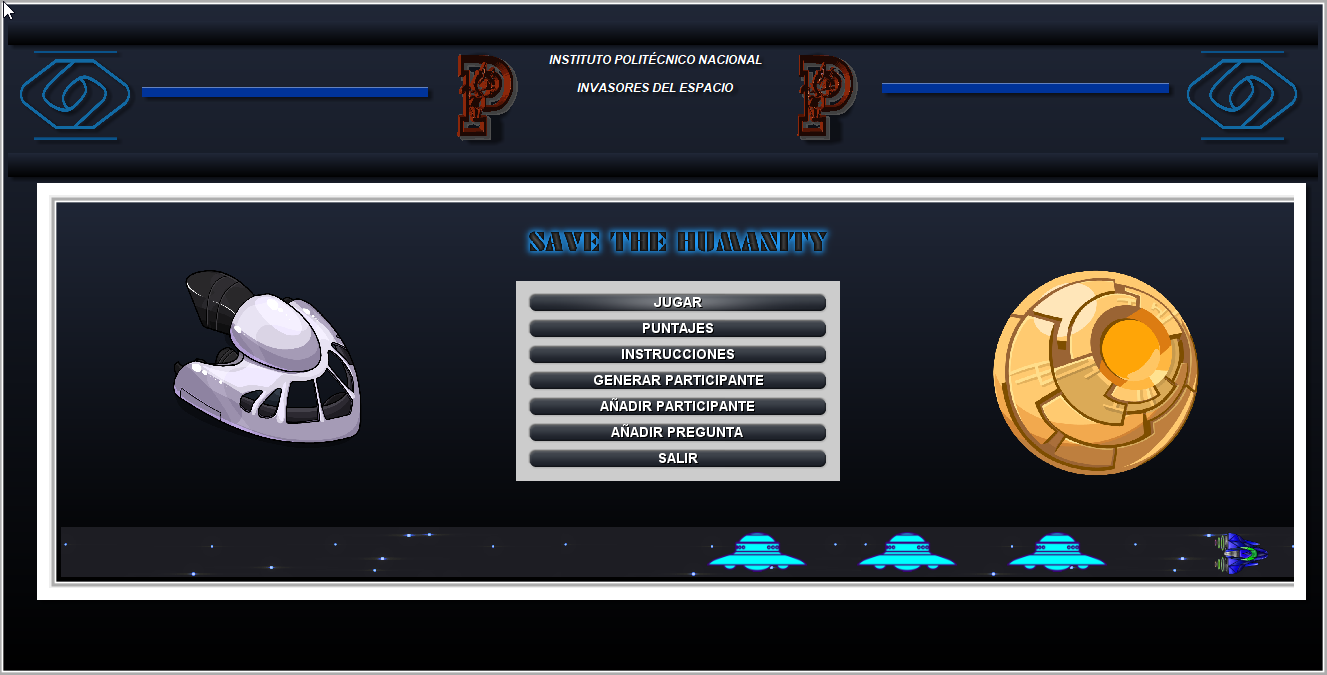 INSTITUTO POLITÉCNICO NACIONAL
INVASORES DEL ESPACIO
SAVE THE HUMANITY
JUGAR
PUNTAJES
INSTRUCCIONES
GENERAR PARTICIPANTE
AÑADIR PARTICIPANTE
AÑADIR PREGUNTA
SALIR